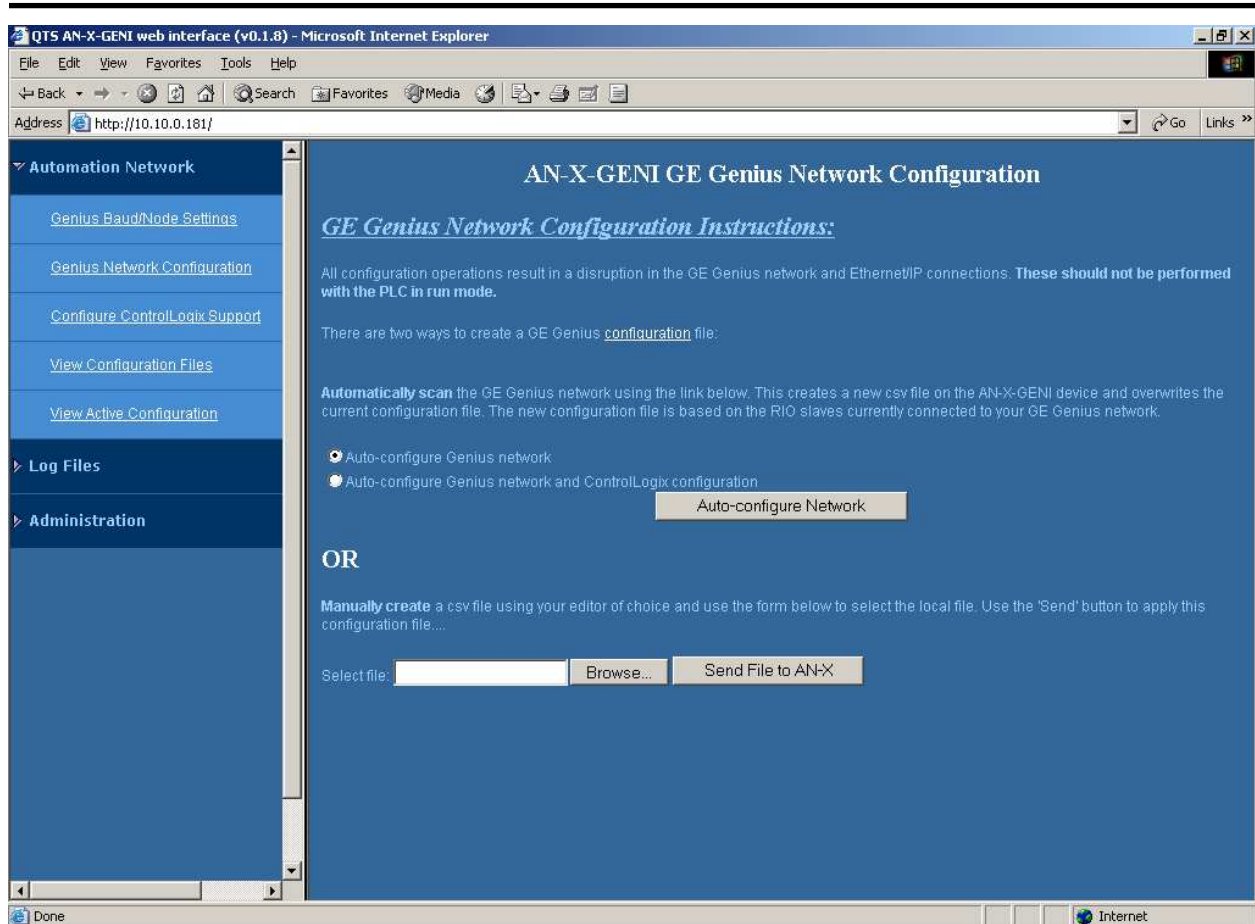 QTS AN-X-GENI web interface (v0.1.8) - Microsoft Internet Explorer
File Edit View Favorites Tools Help
Back Search Favorites Media
Address http://10.10.0.181/ Go Links »
Automation Network
Genius Baud/Node Settings
Genius Network Configuration
Configure ControlLogix Support
View Configuration Files
View Active Configuration
Log Files
Administration
AN-X-GENI GE Genius Network Configuration
GE Genius Network Configuration Instructions:
All configuration operations result in a disruption in the GE Genius network and Ethernet/IP connections. These should not be performed
with the PLC in run mode.
There are two ways to create a GE Genius configuration file:
Automatically scan the GE Genius network using the link below. This creates a new csv file on the AN-X-GENI device and overwrites the
current configuration file. The new configuration file is based on the RIO slaves currently connected to your GE Genius network.
Auto-configure Genius network
Auto-configure Genius network and ControlLogix configuration
Auto-configure Network
OR
Manually create a csv file using your editor of choice and use the form below to select the local file. Use the 'Send' button to apply this
configuration file....
Select file: Browse... Send File to AN-X
Done Internet